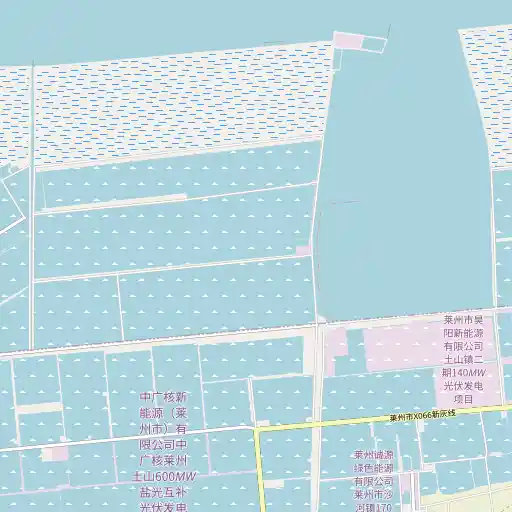 莱州市昊
阳新能源
有限公司
土山镇二
期140MW
光伏发电
项目
中广核新
能源（莱
州市）有
限公司中
广核莱州
土山600MW
盐光互补
光伏发电
莱州市X066新灰线
莱州诚源
绿色能源
有限公司
莱州市沙
河镇170